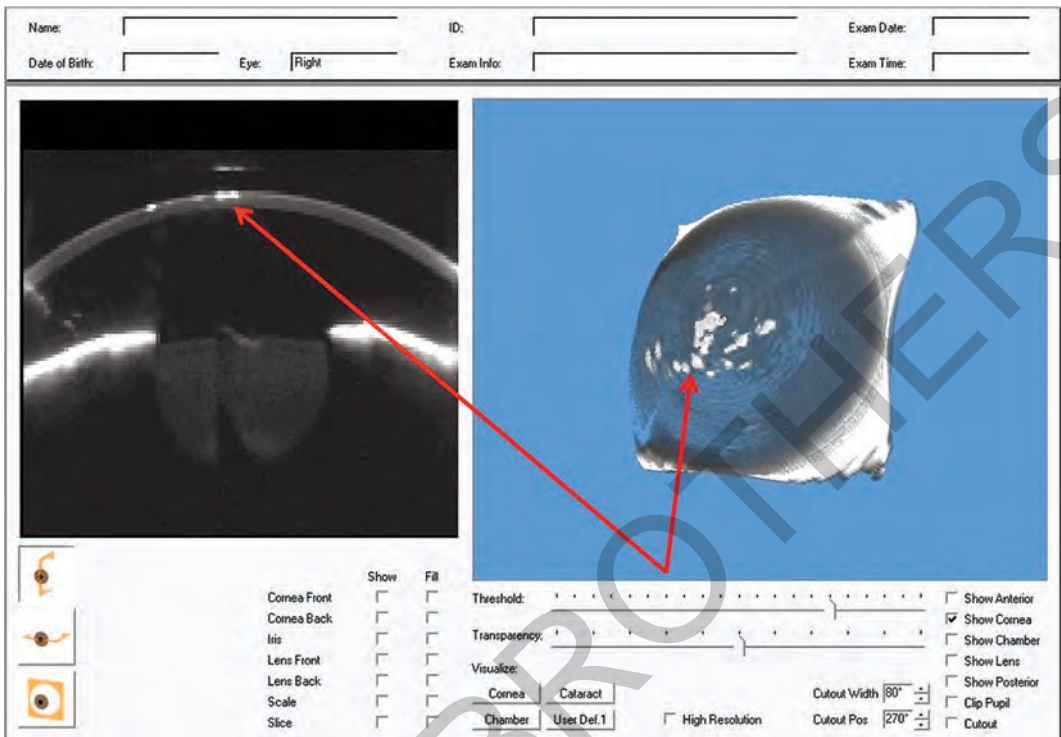 Name: ID: Exam Date:
Date of Birth: Eye: Right Exam Info: Exam Time:
Show Fill
Cornea Front
Cornea Back
Iris
Lens Front
Lens Back
Scale
Slice
Threshold:
Transparency:
Visualize:
Cornea Cataract
Chamber User Def.1
High Resolution
Cutout Width 80°
Cutout Pos 270°
Show Anterior
Show Cornea
Show Chamber
Show Lens
Show Posterior
Clip Pupil
Cutout
BROTHERS